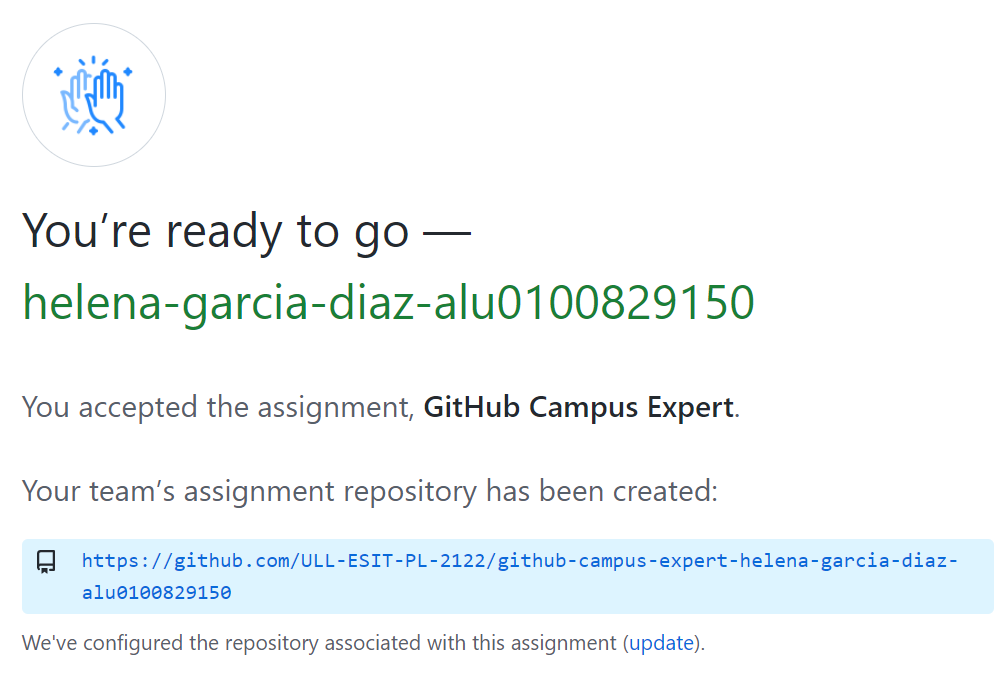 You’re ready to go —
helena-garcia-diaz-alu0100829150
You accepted the assignment, GitHub Campus Expert.
Your team’s assignment repository has been created:
https://github.com/ULL-ESIT-PL-2122/github-campus-expert-helena-garcia-diaz-
alu0100829150
We've configured the repository associated with this assignment (update).